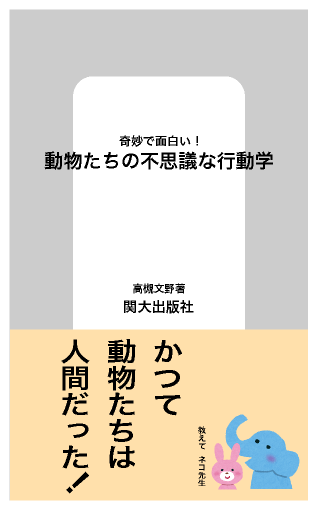 奇妙で面白い！
動物たちの不思議な行動学
高槻文野著
関大出版社
かつて
動物たちは
人間だった！
教えて ネコ先生